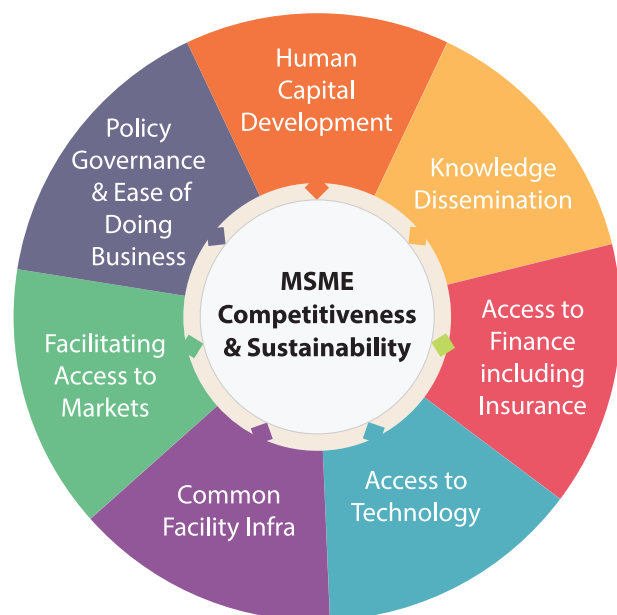 Human
Capital
Development
Knowledge
Dissemination
Access to
Finance
including
Insurance
Access to
Technology
Common
Facility Infra
Facilitating
Access to
Markets
Policy
Governance
& Ease of
Doing
Business
MSME
Competitiveness
& Sustainability